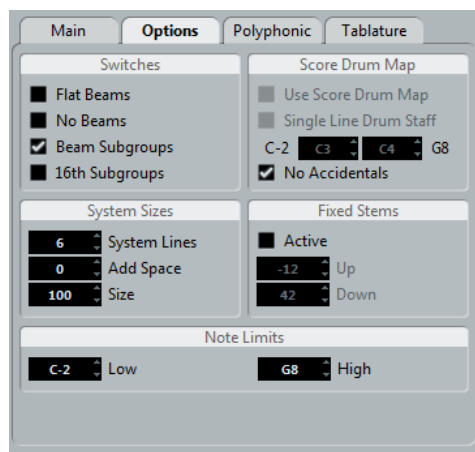 Main Options Polyphonic Tablature
Switches
Flat Beams
No Beams
Beam Subgroups
16th Subgroups
Score Drum Map
Use Score Drum Map
Single Line Drum Staff
C-2 C3 C4 G8
No Accidentals
System Sizes
6 System Lines
0 Add Space
100 Size
Fixed Stems
Active
-12 Up
42 Down
Note Limits
C-2 Low G8 High